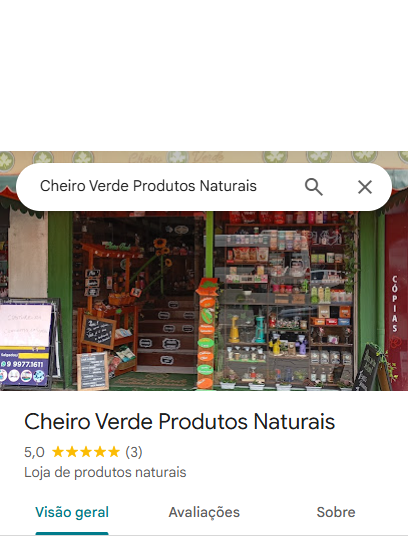 Cheiro Verde Produtos Naturais
CÓPIAS
Cheiro Verde Produtos Naturais
5,0 (3)
Loja de produtos naturais
Visão geral
Avaliações
Sobre